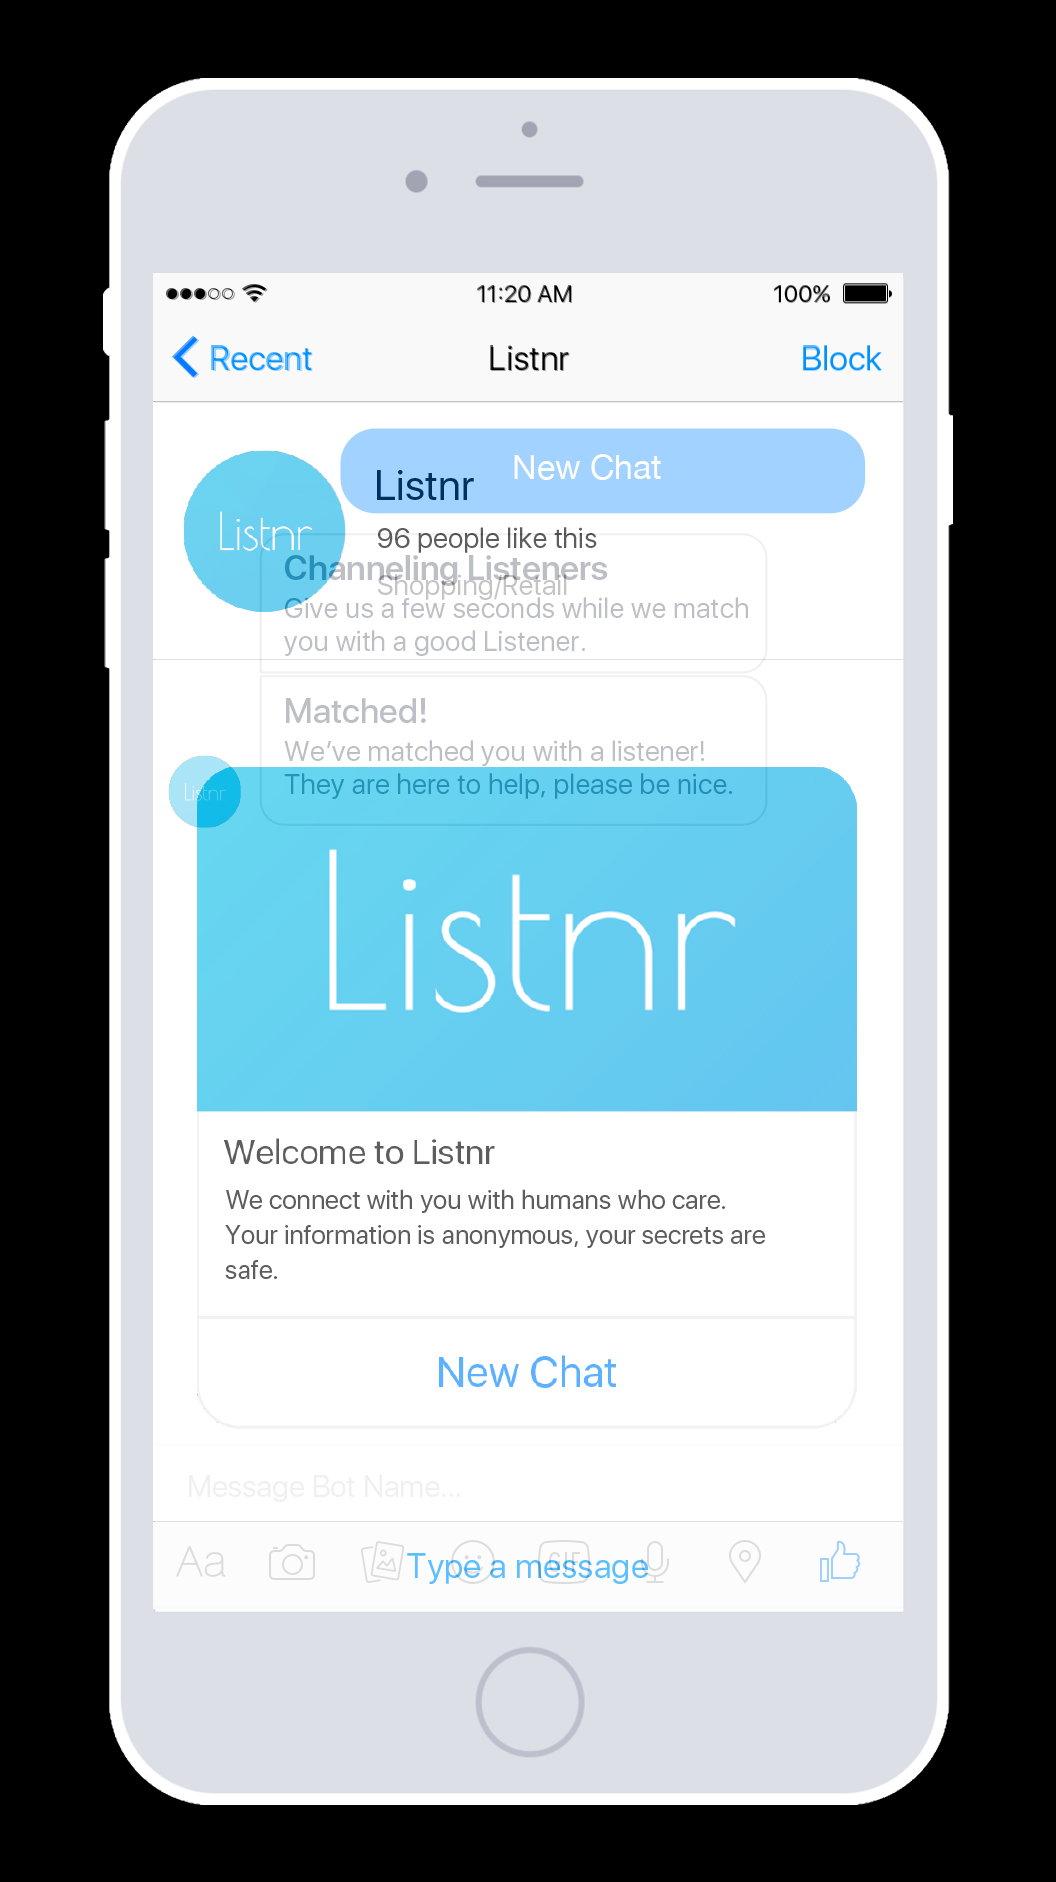 11:20 AM
100%
Recent
Listnr
Block
New Chat
Listnr
Listnr
96 people like this
Channeling Listeners
Shopping/Retail
Give us a few seconds while we match
you with a good Listener.
Matched!
We've matched you with a listener!
They are here to help, please be nice.
Listnr
Listnr
Welcome to Listnr
We connect with you with humans who care.
Your information is anonymous, your secrets are
safe.
New Chat
Message Bot Name...
Aa
GIF
Type a message